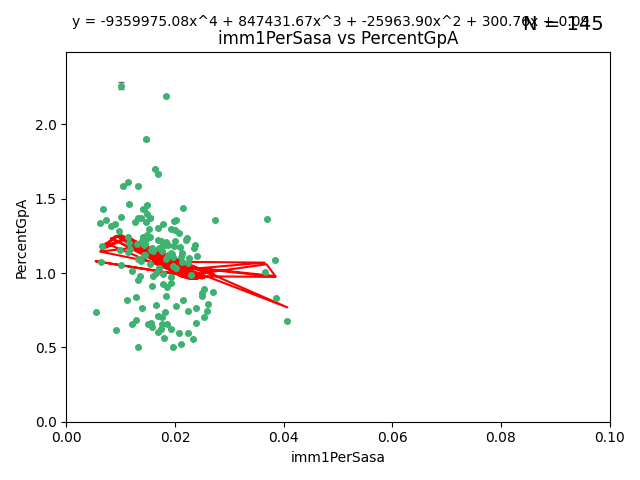 y = -9359975.08x^4 + 847431.67x^3 + -25963.90x^2 + 300.76x + 0.09
N = 145
imm1PerSasa vs PercentGpA
PercentGpA
2.0
1.5
1.0
0.5
0.0
0.00 0.02 0.04 0.06 0.08 0.10
imm1PerSasa